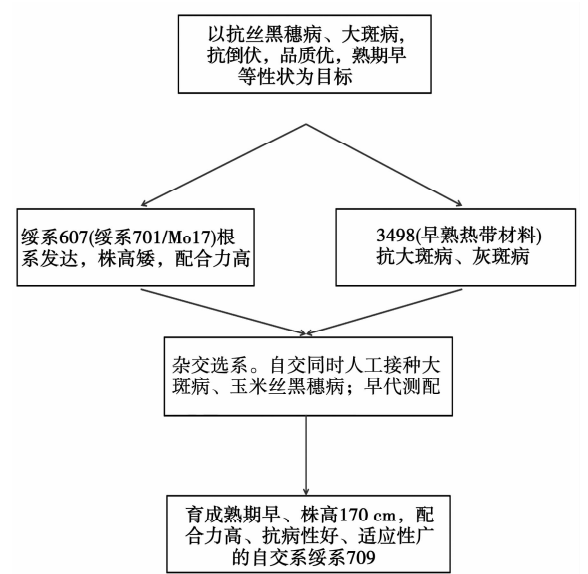 以抗丝黑穗病、大斑病,
抗倒伏，品质优，熟期早
等性状为目标
绥系607(绥系701/Mo17)根
系发达，株高矮，配合力高
3498(早熟热带材料)
抗大斑病、灰斑病
杂交选系。自交同时人工接种大
斑病、玉米丝黑穗病；早代测配
育成熟期早、株高170 cm，配
合力高、抗病性好、适应性广
的自交系绥系709